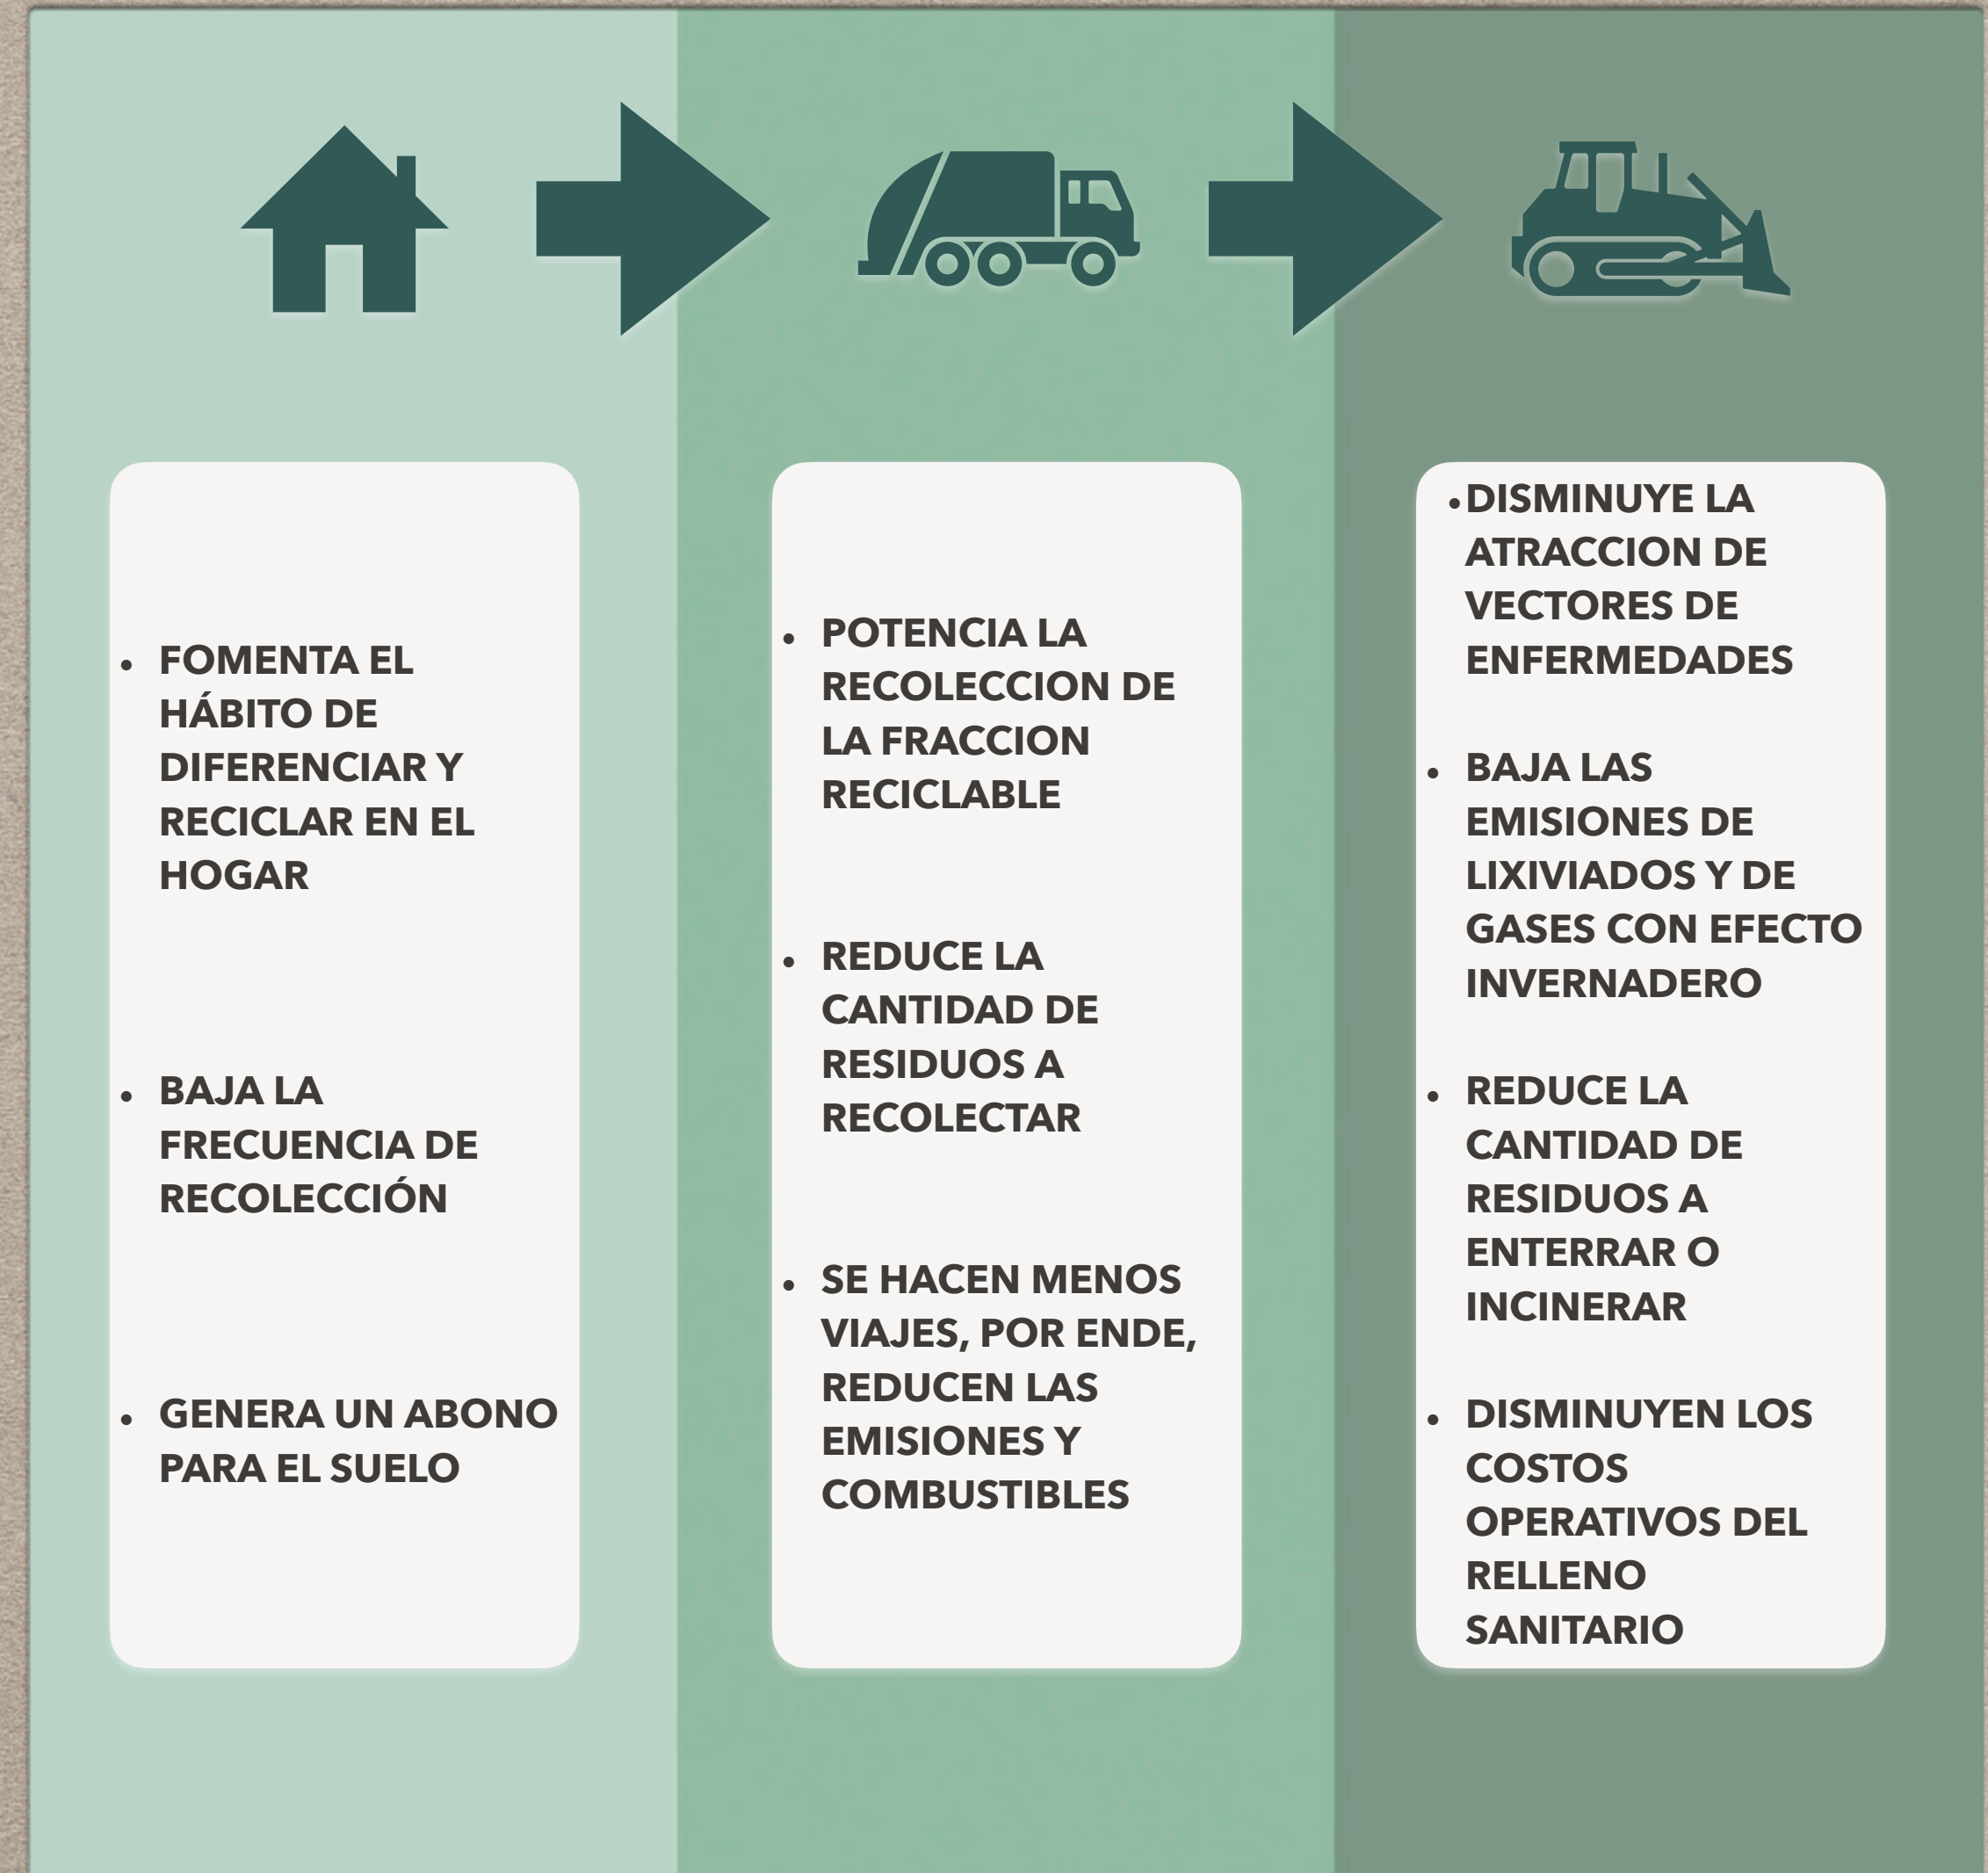 • FOMENTA EL
HÁBITO DE
DIFERENCIAR Y
RECICLAR EN EL
HOGAR
• BAJA LA
FRECUENCIA DE
RECOLECCIÓN
• GENERA UN ABONO
PARA EL SUELO
• POTENCIA LA
RECOLECCION DE
LA FRACCION
RECICLABLE
• REDUCE LA
CANTIDAD DE
RESIDUOS A
RECOLECTAR
• SE HACEN MENOS
VIAJES, POR ENDE,
REDUCEN LAS
EMISIONES Y
COMBUSTIBLES
• DISMINUYE LA
ATRACCION DE
VECTORES DE
ENFERMEDADES
• BAJA LAS
EMISIONES DE
LIXIVIADOS Y DE
GASES CON EFECTO
INVERNADERO
• REDUCE LA
CANTIDAD DE
RESIDUOS A
ENTERRAR O
INCINERAR
• DISMINUYEN LOS
COSTOS
OPERATIVOS DEL
RELLENO
SANITARIO